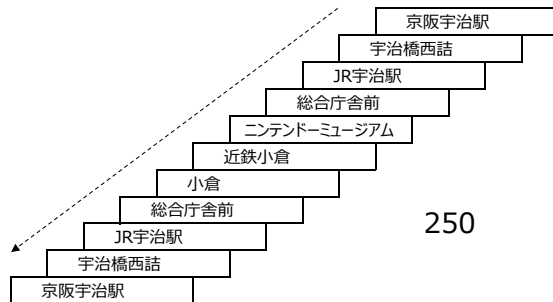 京阪宇治駅
宇治橋西詰
JR宇治駅
総合庁舎前
ニンテンドーミュージアム
近鉄小倉
小倉
総合庁舎前
JR宇治駅
宇治橋西詰
京阪宇治駅
250